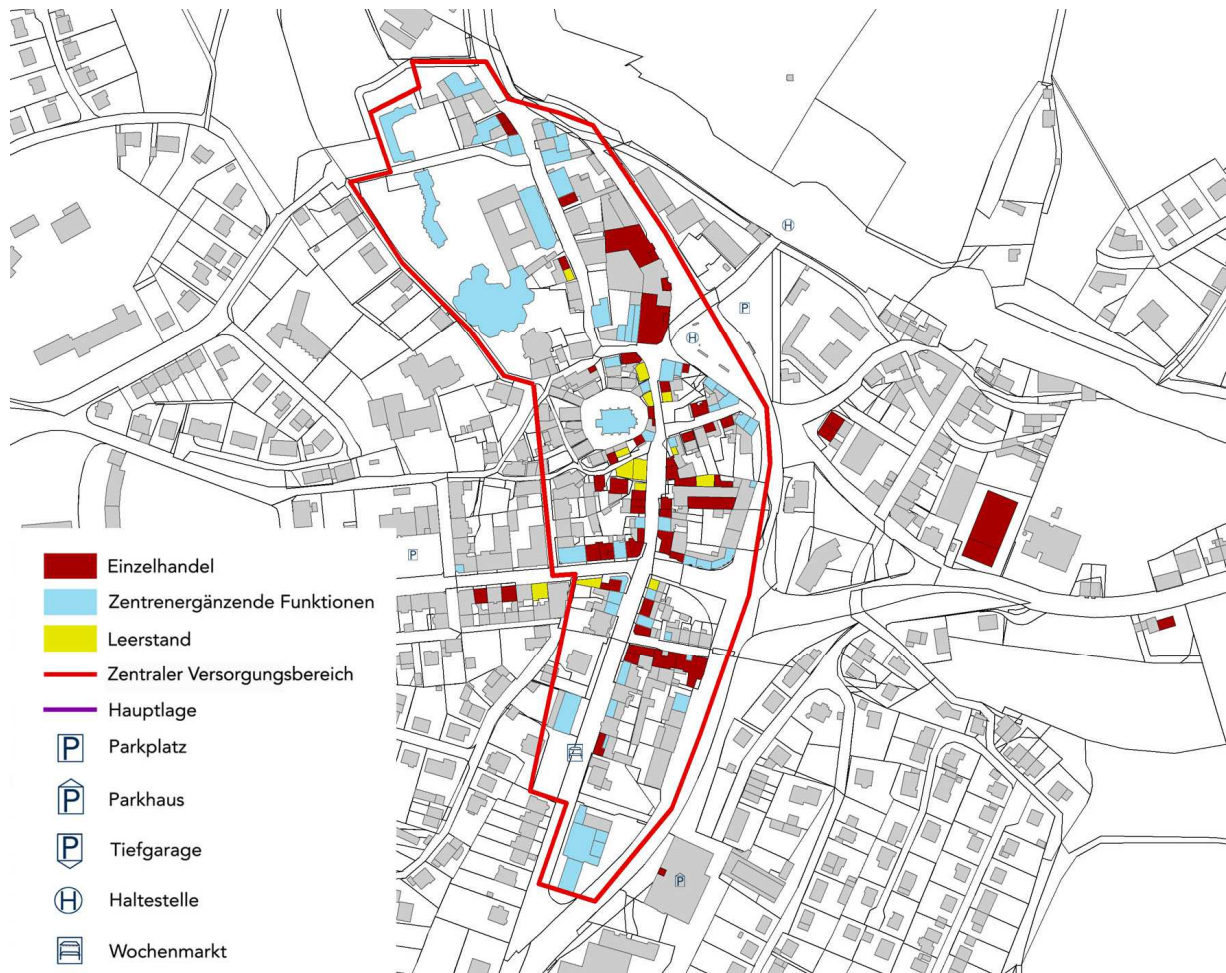 H
P
H
P
Einzelhandel
Zentrenergänzende Funktionen
Leerstand
Zentraler Versorgungsbereich
Hauptlage
P Parkplatz
P Parkhaus
P Tiefgarage
H Haltestelle
Wochenmarkt
P